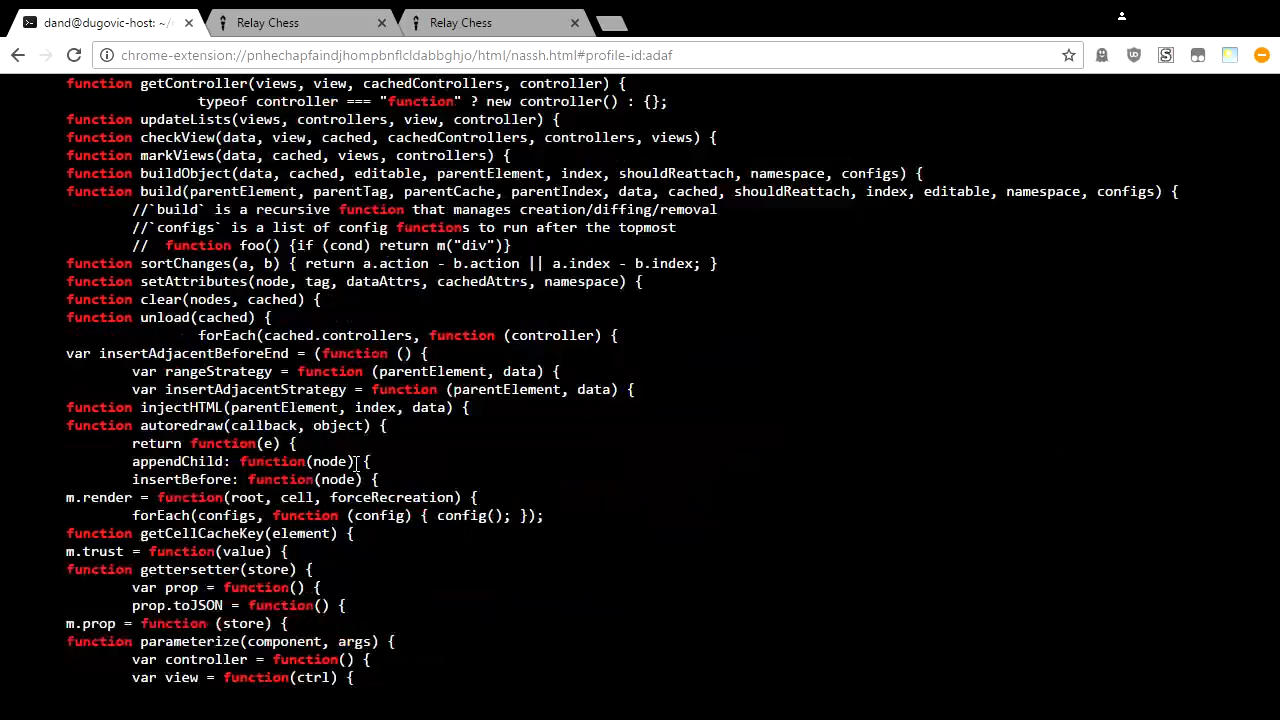 dand@dugovic-host: ~/
Relay Chess
Relay Chess
chrome-extension://pnhechapfaindjhompbnflcldabbghjo/html/nassh.html#profile-id:adaf
function getController(views, view, cachedControllers, controller) {
typeof controller === "function" ? new controller() : {};
function updateLists(views, controllers, view, controller) {
function checkView(data, view, cached, cachedControllers, controllers, views) {
function markViews(data, cached, views, controllers) {
function buildObject(data, cached, editable, parentElement, index, shouldReattach, namespace, configs) {
function build(parentElement, parentTag, parentCache, parentIndex, data, cached, shouldReattach, index, editable, namespace, configs) {
//`build` is a recursive function that manages creation/diffing/removal
//`configs` is a list of config functions to run after the topmost
//  function foo() {if (cond) return m("div")}
function sortChanges(a, b) { return a.action - b.action || a.index - b.index; }
function setAttributes(node, tag, dataAttrs, cachedAttrs, namespace) {
function clear(nodes, cached) {
function unload(cached) {
forEach(cached.controllers, function (controller) {
var insertAdjacentBeforeEnd = (function () {
var rangeStrategy = function (parentElement, data) {
var insertAdjacentStrategy = function (parentElement, data) {
function injectHTML(parentElement, index, data) {
function autoredraw(callback, object) {
return function(e) {
appendChild: function(node) {
insertBefore: function(node) {
m.render = function(root, cell, forceRecreation) {
forEach(configs, function (config) { config(); });
function getCellCacheKey(element) {
m.trust = function(value) {
function gettersetter(store) {
var prop = function() {
prop.toJSON = function() {
m.prop = function (store) {
function parameterize(component, args) {
var controller = function() {
var view = function(ctrl) {